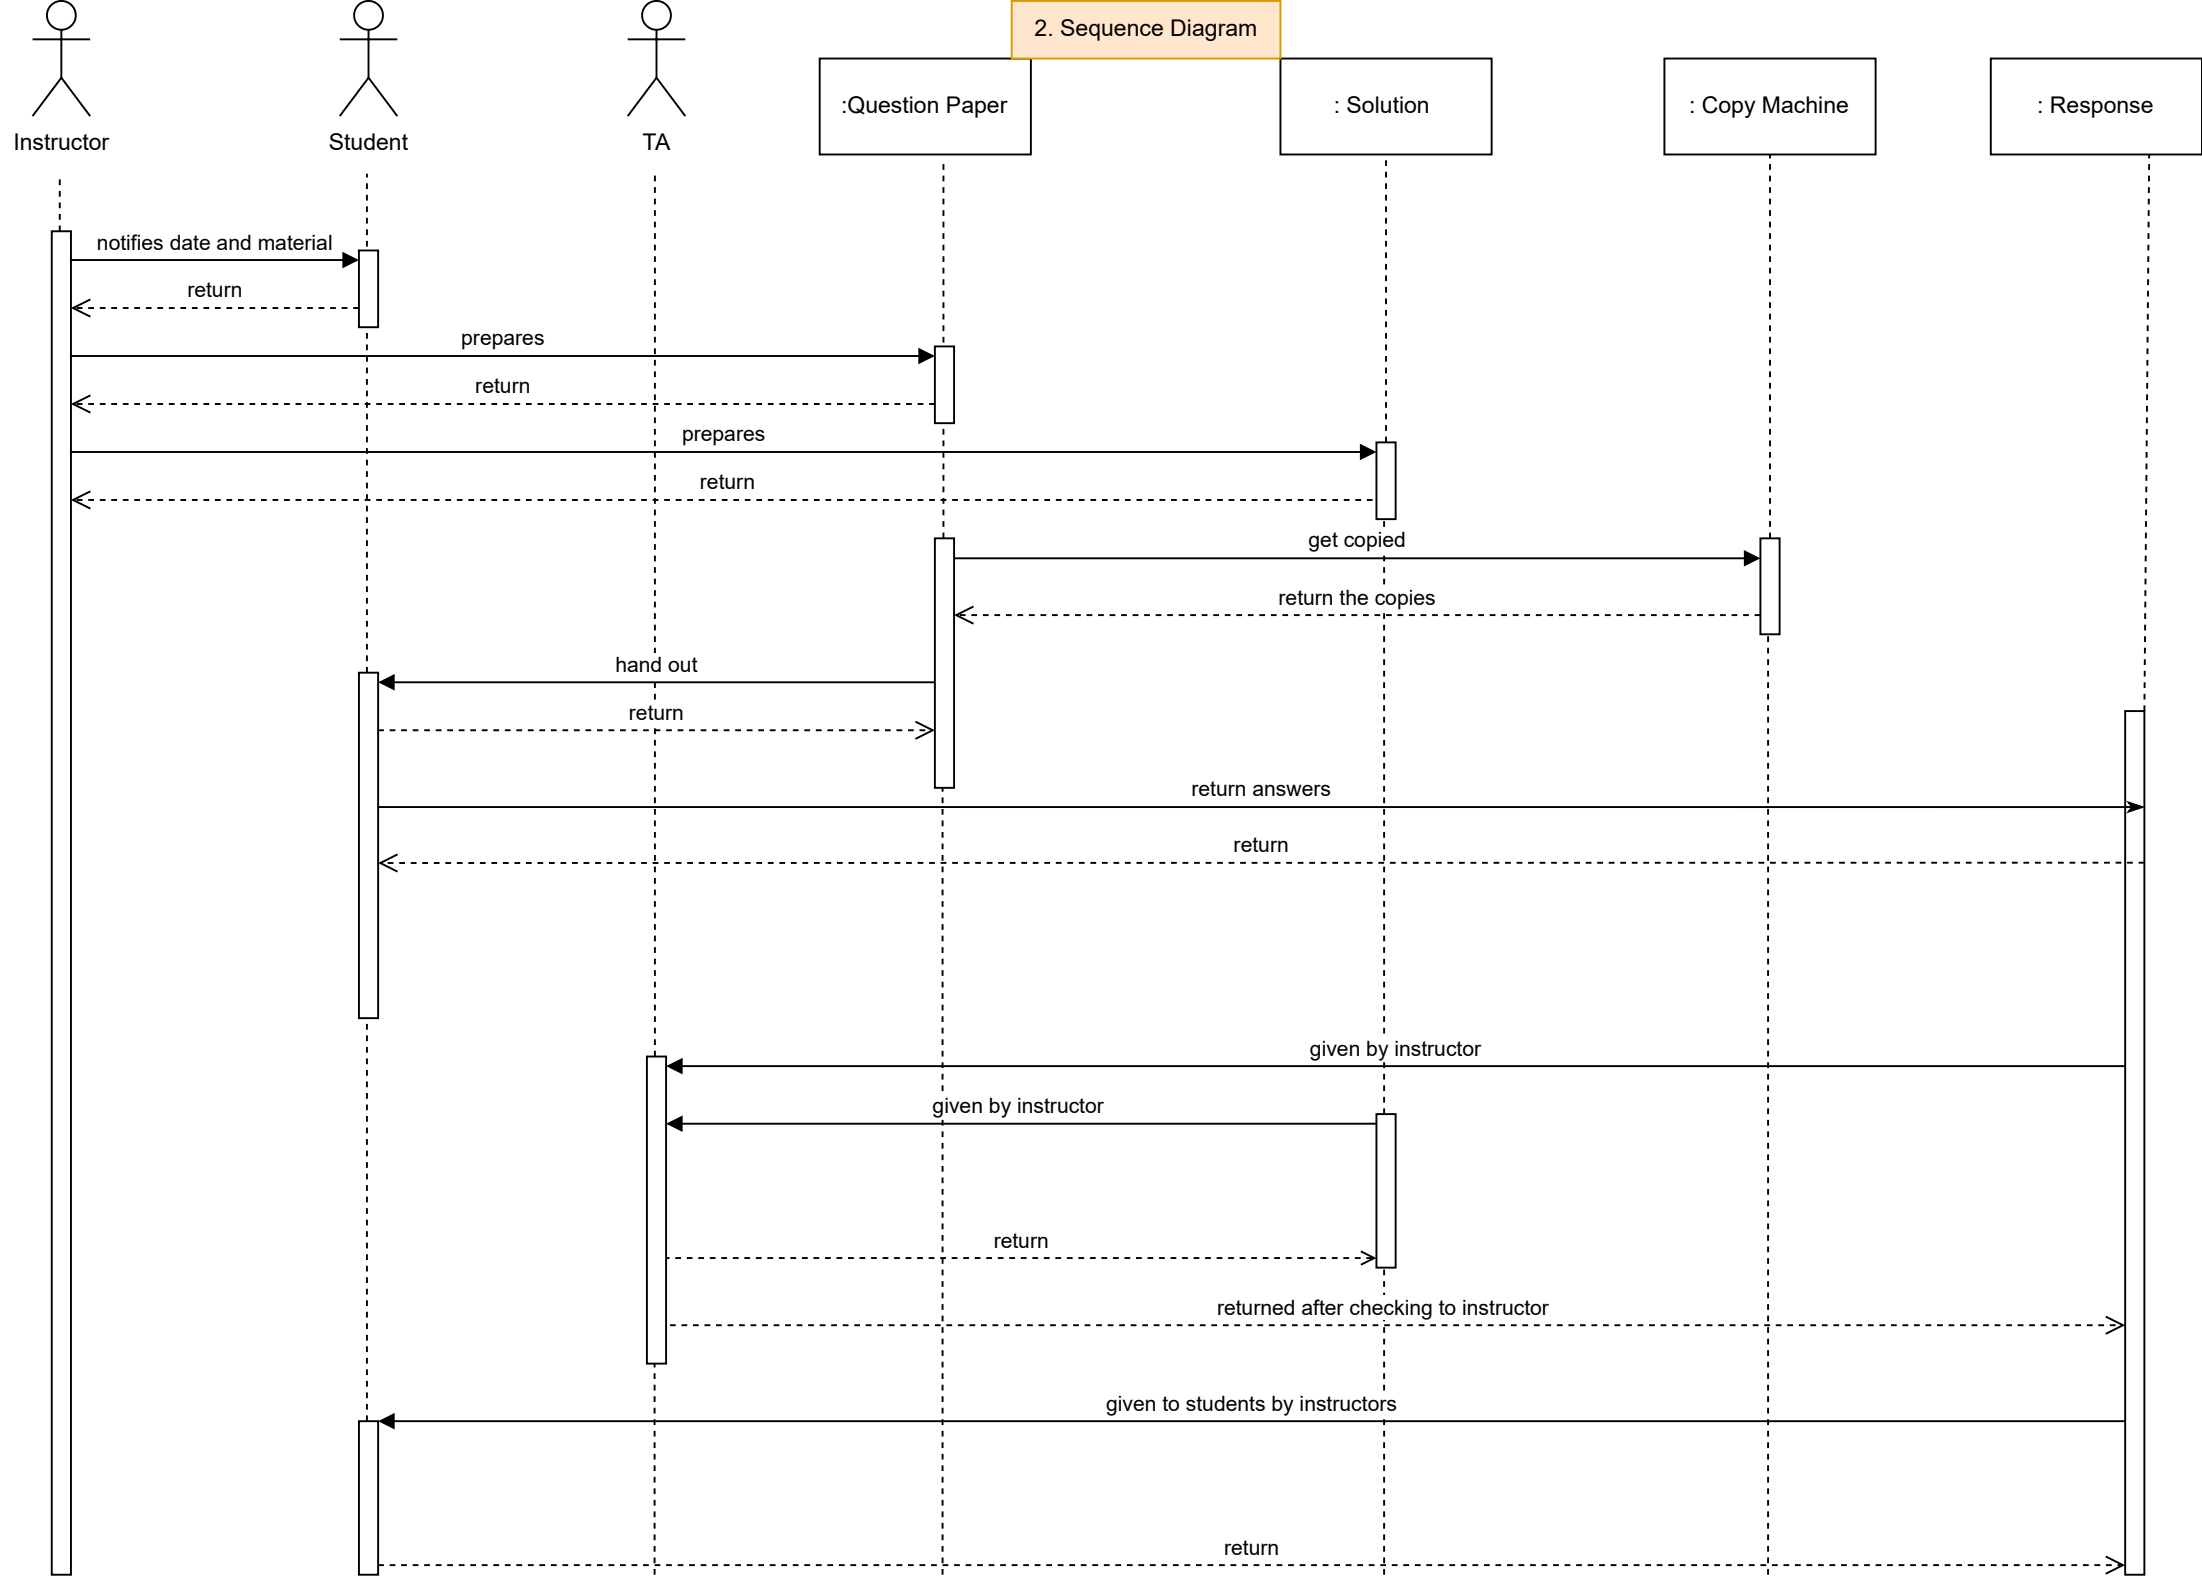 2. Sequence Diagram
Instructor
Student
TA
:Question Paper
: Solution
: Copy Machine
: Response
notifies date and material
return
prepares
return
prepares
return
get copied
return the copies
hand out
return
return answers
return
given by instructor
given by instructor
return
returned after checking to instructor
given to students by instructors
return